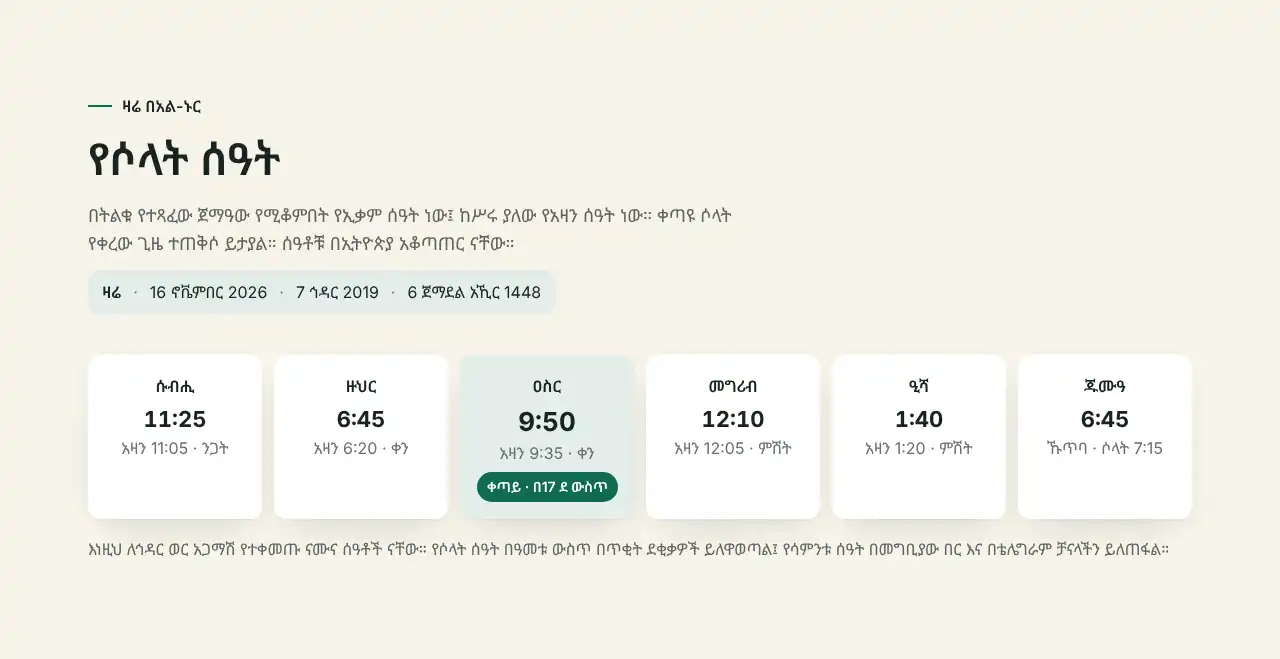 ዛሬ በአል-ኑር
የሶላት ሰዓት
በትልቁ የተጻፈው ጀማዓው የሚቆምበት የኢቃም ሰዓት ነው፤ ከሥሩ ያለው የአዛን ሰዓት ነው። ቀጣዩ ሶላት
የቀረው ጊዜ ተጠቅሶ ይታያል። ሰዓቶቹ በኢትዮጵያ አቆጣጠር ናቸው።
ዛሬ · 16 ኖቬምበር 2026 · 7 ኅዳር 2019 · 6 ጀማደል አኺር 1448
ሱብሒ
11:25
አዛን 11:05 · ንጋት
ዙህር
6:45
አዛን 6:20 · ቀን
ዐስር
9:50
አዛን 9:35 · ቀን
ቀጣይ · በ17 ደ ውስጥ
መግሪብ
12:10
አዛን 12:05 · ምሽት
ዒሻ
1:40
አዛን 1:20 · ምሽት
ጁሙዓ
6:45
ኹጥባ · ሶላት 7:15
እነዚህ ለኅዳር ወር አጋማሽ የተቀመጡ ናሙና ሰዓቶች ናቸው። የሶላት ሰዓት በዓመቱ ውስጥ በጥቂት ደቂቃዎች ይለዋወጣል፤ የሳምንቱ ሰዓት በመግቢያው በር እና በቴሌግራም ቻናላችን ይለጠፋል።